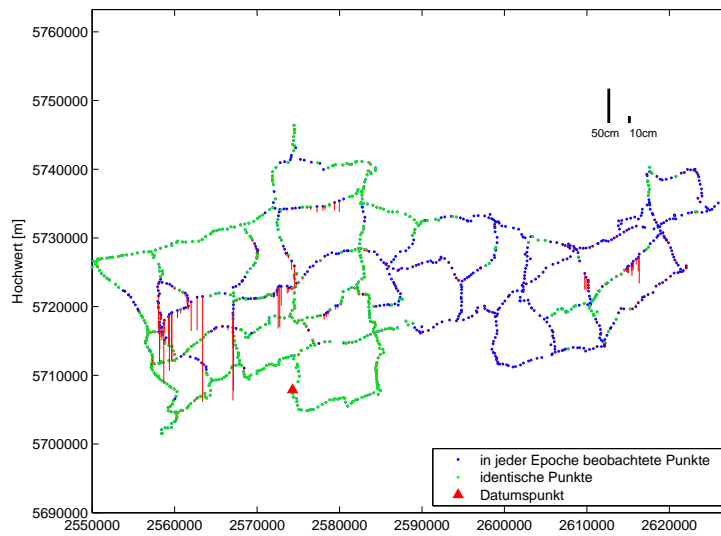 5760000
5750000
50cm 10cm
5740000
5730000
Hochwert [m]
5720000
5710000
5700000
in jeder Epoche beobachtete Punkte
identische Punkte
Datumspunkt
5690000
2550000 2560000 2570000 2580000 2590000 2600000 2610000 2620000